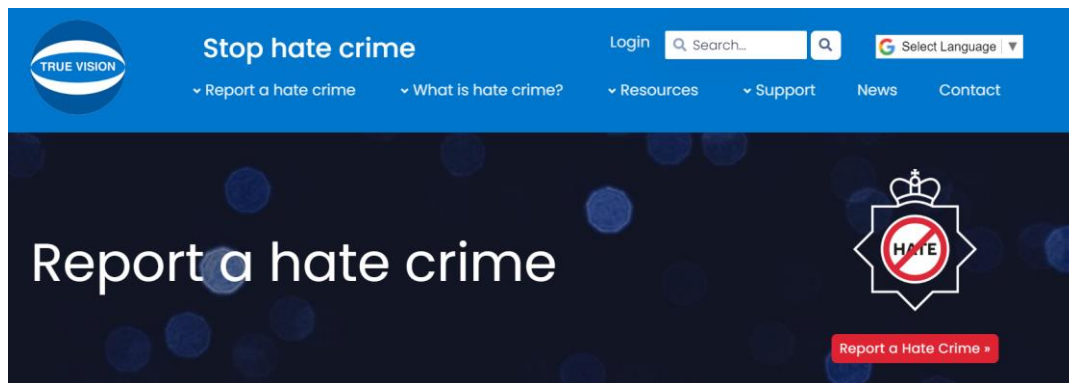 TRUE VISION
Stop hate crime
Login
Search...
Select Language
Report a hate crime
What is hate crime?
Resources
Support
News
Contact
Report a hate crime
HATE
Report a Hate Crime »